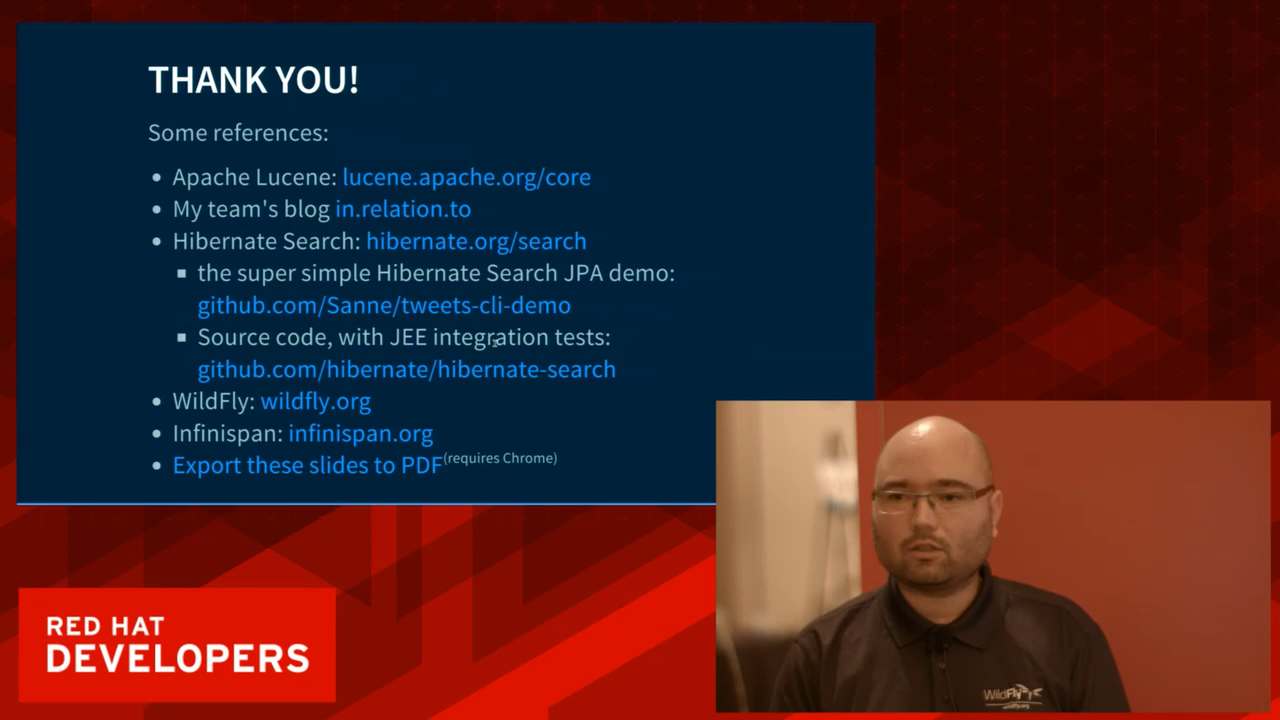 THANK YOU!
Some references:
• Apache Lucene: lucene.apache.org/core
• My team's blog in.relation.to
• Hibernate Search: hibernate.org/search
▪ the super simple Hibernate Search JPA demo:
github.com/Sanne/tweets-cli-demo
▪ Source code, with JEE integration tests:
github.com/hibernate/hibernate-search
• WildFly: wildfly.org
• Infinispan: infinispan.org
• Export these slides to PDF(requires Chrome)
RED HAT
DEVELOPERS
WildFly